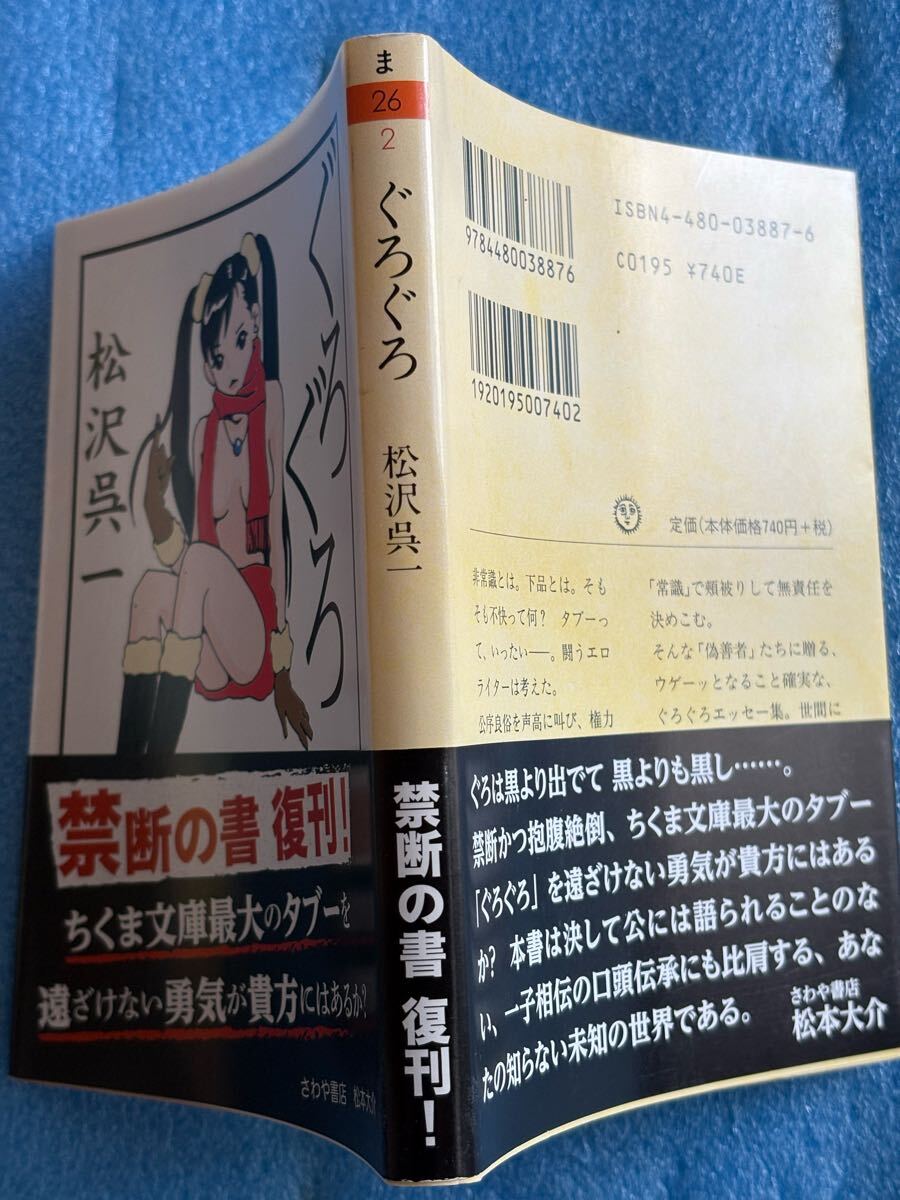 ぐろぐろ
松沢呉一
禁断の書 復刊!
ちくま文庫最大のタブーを
遠ざけない勇気が貴方にはあるか?
さわや書店 松本大介
ま
26
2
ぐろぐろ
松沢呉一
禁断の書 復刊!
9784480038876
ISBN4-480-03887-6
C0195 ¥740E
1920195007402
定価(本体価格740円+税)
非常識とは。下品とは。そも
そも不快って何? タブーっ
て、いったい―。闘うエロ
ライターは考えた。
公序良俗を声高に叫び、権力
「常識」で頬被りして無責任を
決めこむ。
そんな「偽善者」たちに贈る、
ウゲーッとなること確実な、
ぐろぐろエッセー集。世間に
ぐろは黒より出でて 黒よりも黒し……。
禁断かつ抱腹絶倒、ちくま文庫最大のタブー
「ぐろぐろ」を遠ざけない勇気が貴方にはある
か? 本書は決して公には語られることのな
い、一子相伝の口頭伝承にも比肩する、あな
たの知らない未知の世界である。
さわや書店
松本大介